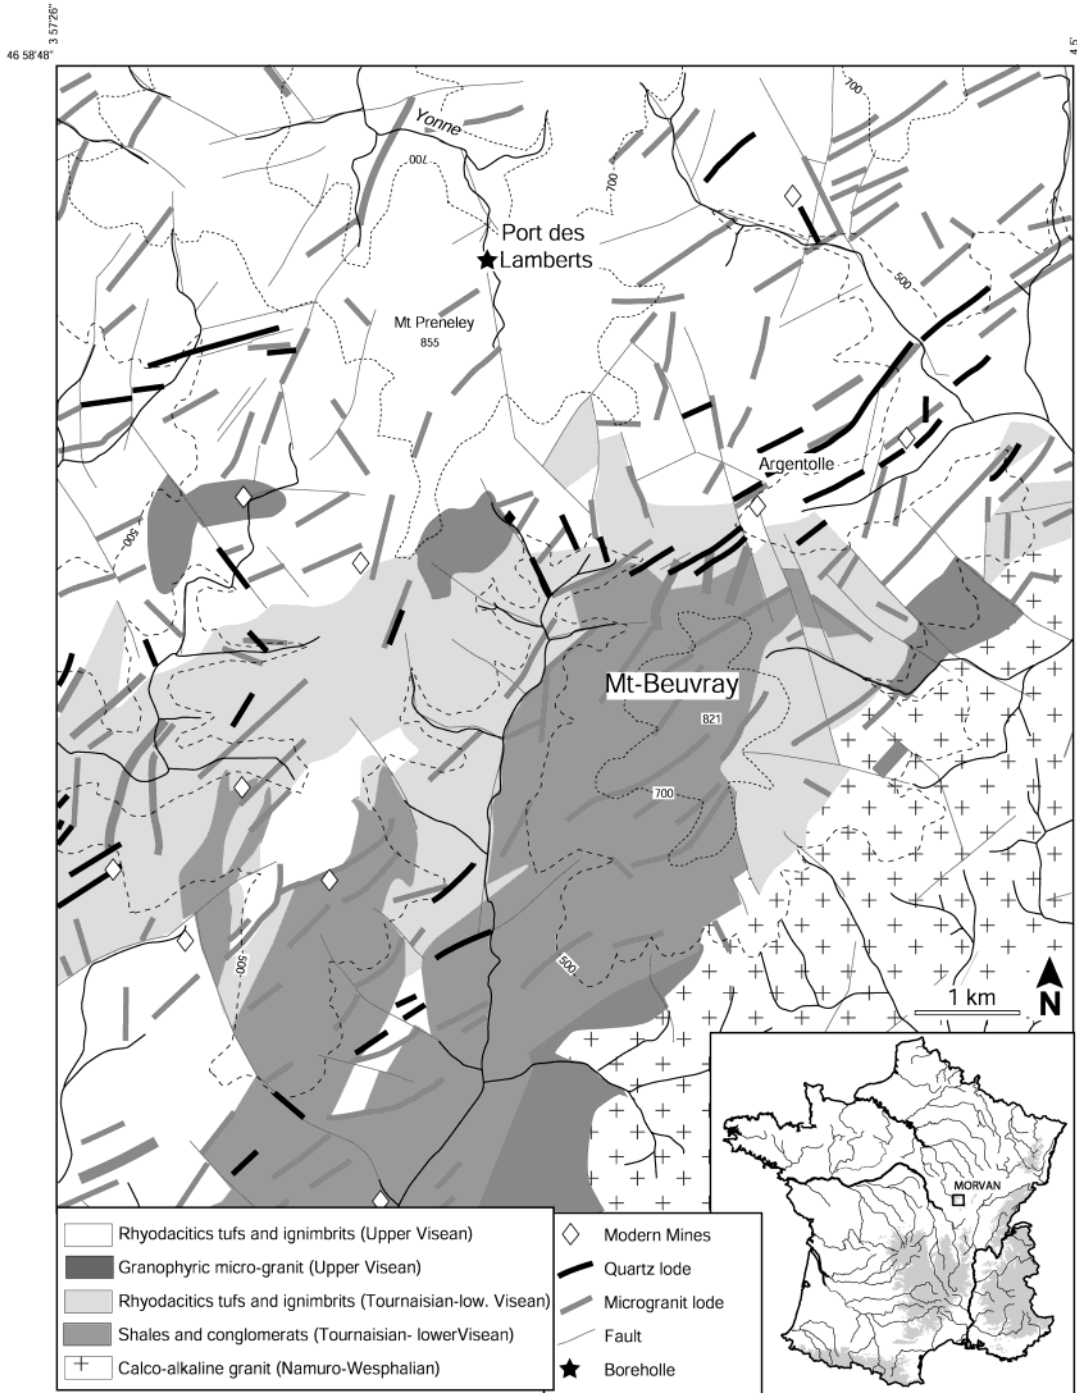 3 57'26"
46 58'48"
4 5'
700
Yonne
700
700
Port des
Lamberts
500
Mt Preneley
855
Argentolle
500
Mt-Beuvray
821
700
500
500
1 km
N
MORVAN
Rhyodacitics tufs and ignimbrits (Upper Visean)
Granophyric micro-granit (Upper Visean)
Rhyodacitics tufs and ignimbrits (Tournaisian-low. Visean)
Shales and conglomerats (Tournaisian- lowerVisean)
Calco-alkaline granit (Namuro-Wesphalian)
Modern Mines
Quartz lode
Microgranit lode
Fault
Boreholle